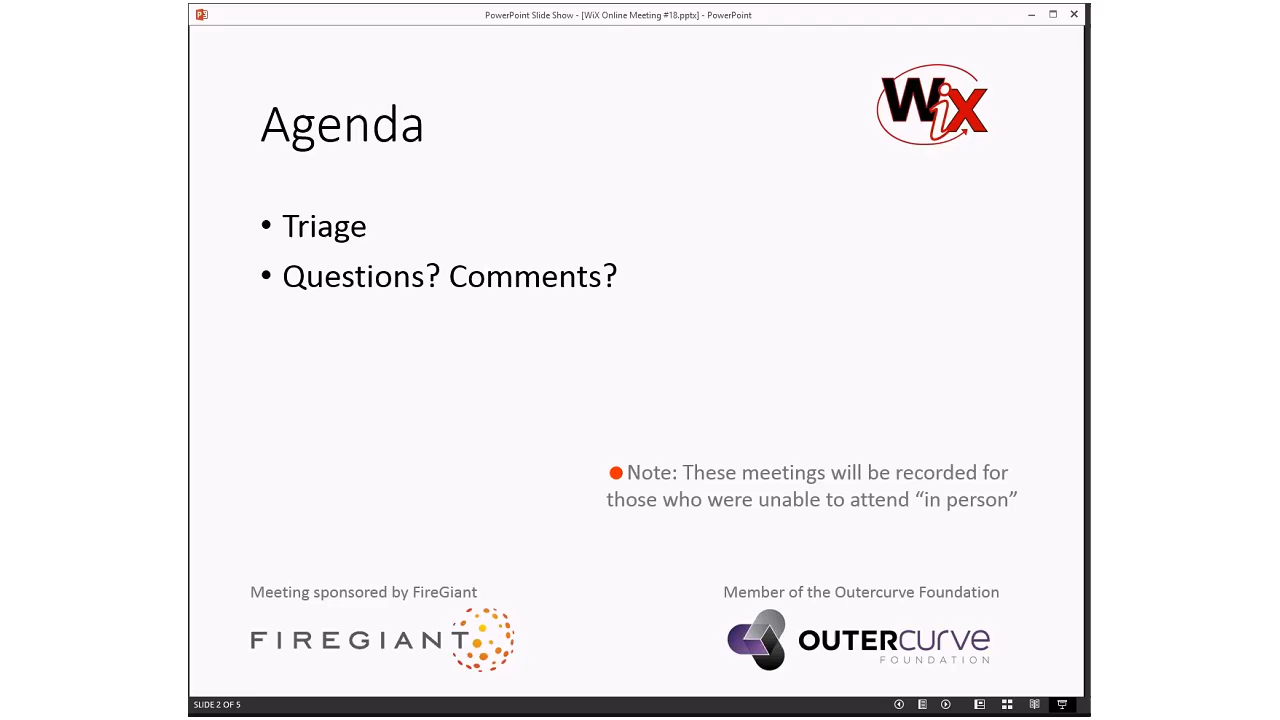 PowerPoint Slide Show - [WiX Online Meeting #18.pptx] - PowerPoint
WiX
Agenda
• Triage
• Questions? Comments?
Note: These meetings will be recorded for
those who were unable to attend “in person”
Meeting sponsored by FireGiant
FIREGIANT
Member of the Outercurve Foundation
OUTERCURVE
FOUNDATION
SLIDE 2 OF 5